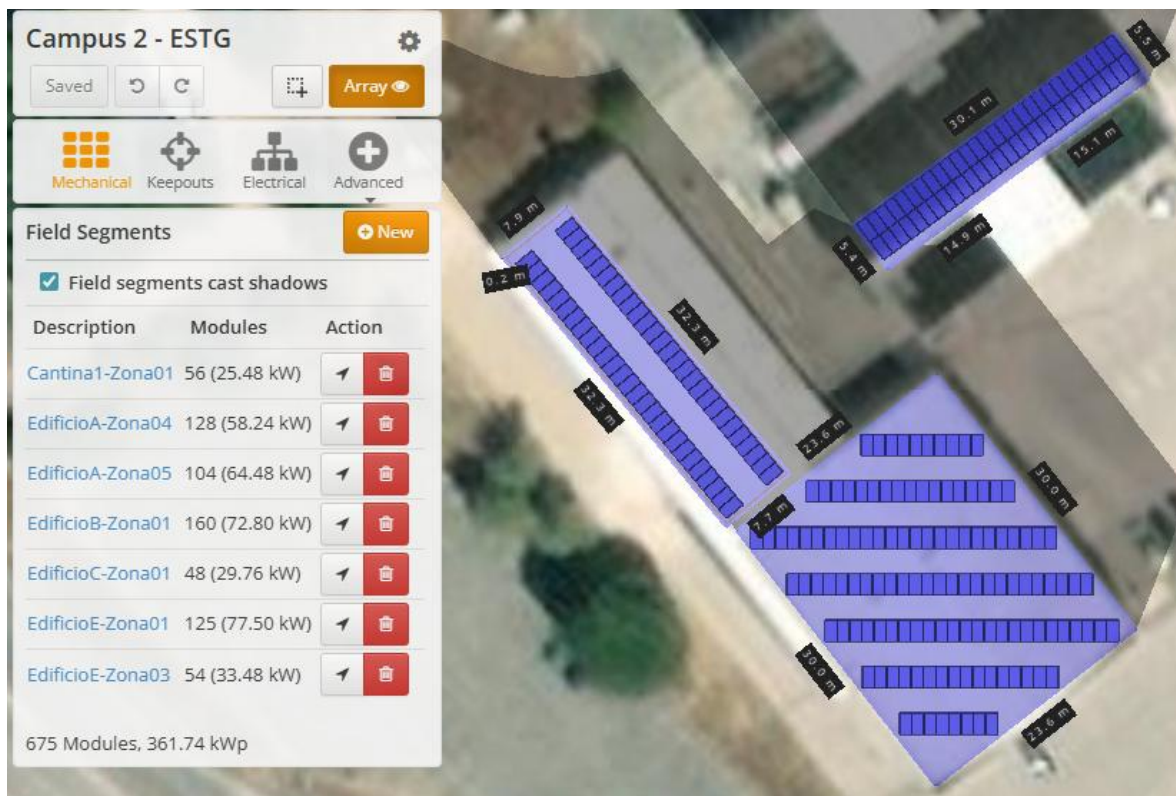 Campus 2 - ESTG
Saved
Array
Mechanical Keepouts Electrical Advanced
Field Segments
New
Field segments cast shadows
Description Modules Action
Cantina1-Zona01 56 (25.48 kW)
EdificioA-Zona04 128 (58.24 kW)
EdificioA-Zona05 104 (64.48 kW)
EdificioB-Zona01 160 (72.80 kW)
EdificioC-Zona01 48 (29.76 kW)
EdificioE-Zona01 125 (77.50 kW)
EdificioE-Zona03 54 (33.48 kW)
675 Modules, 361.74 kWp
5.5 m
30.1 m
15.1 m
14.9 m
5.4 m
7.9 m
0.2 m
32.3 m
32.3 m
23.6 m
7.7 m
30.0 m
30.0 m
23.6 m